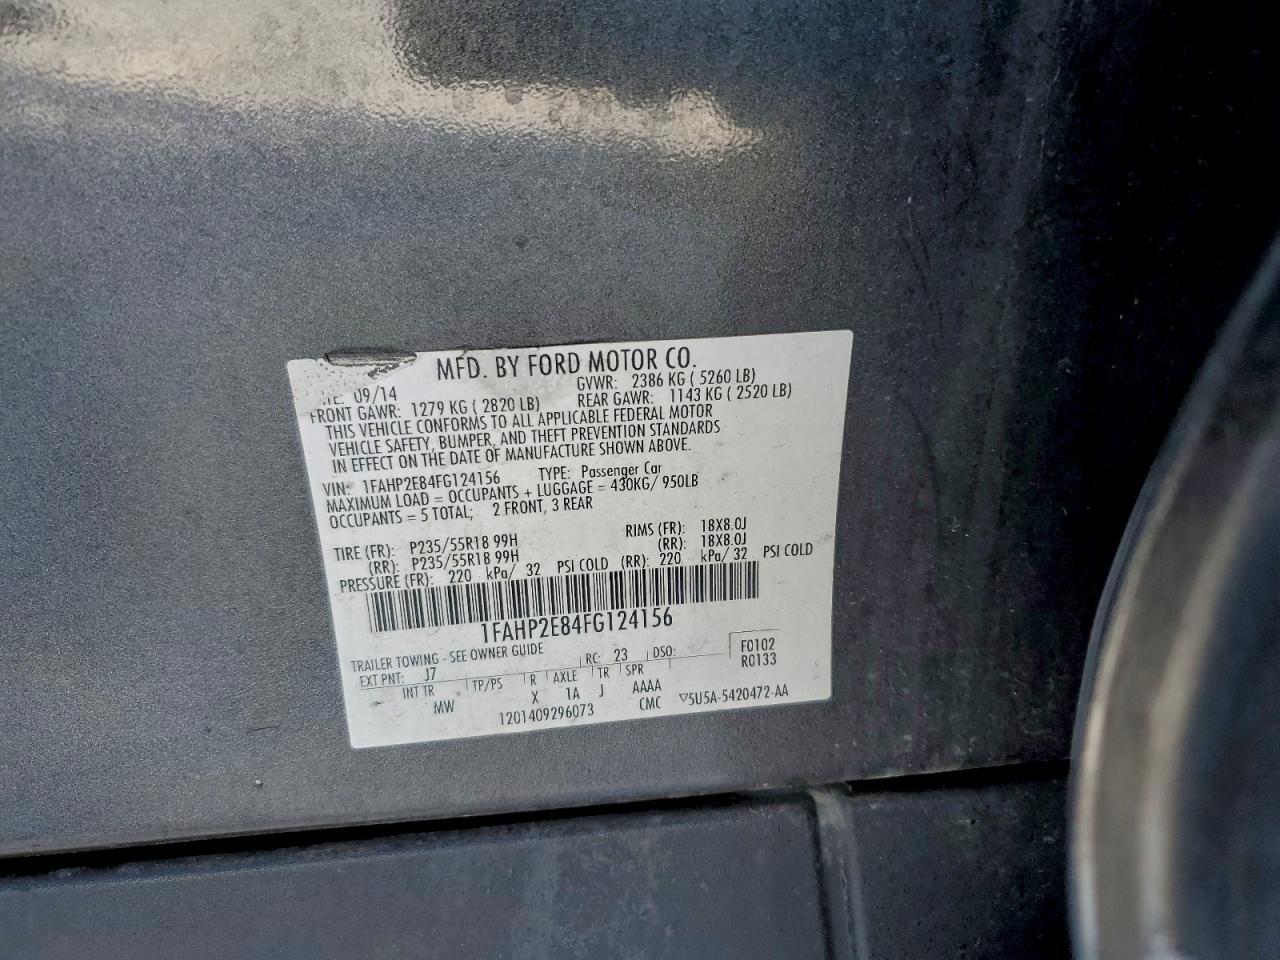 MFD. BY FORD MOTOR CO.
09/14 GVWR: 2386 KG ( 5260 LB)
FRONT GAWR: 1279 KG ( 2820 LB) REAR GAWR: 1143 KG ( 2520 LB)
THIS VEHICLE CONFORMS TO ALL APPLICABLE FEDERAL MOTOR
VEHICLE SAFETY, BUMPER, AND THEFT PREVENTION STANDARDS
IN EFFECT ON THE DATE OF MANUFACTURE SHOWN ABOVE.
VIN: 1FAHP2E84FG124156 TYPE: Passenger Car
MAXIMUM LOAD = OCCUPANTS + LUGGAGE = 430KG/ 950LB
OCCUPANTS = 5 TOTAL; 2 FRONT, 3 REAR
TIRE (FR): P235/55R18 99H RIMS (FR): 18X8.0J
(RR): P235/55R18 99H (RR): 18X8.0J
PRESSURE (FR): 220 kPa/ 32 PSI COLD (RR): 220 kPa/ 32 PSI COLD
1FAHP2E84FG124156
TRAILER TOWING - SEE OWNER GUIDE
EXT PNT: J7 RC: 23 DSO: F0102
INT TR TP/PS R AXLE TR SPR R0133
MW X 1A J AAAA
1201409296073 CMC ▽5U5A-5420472-AA